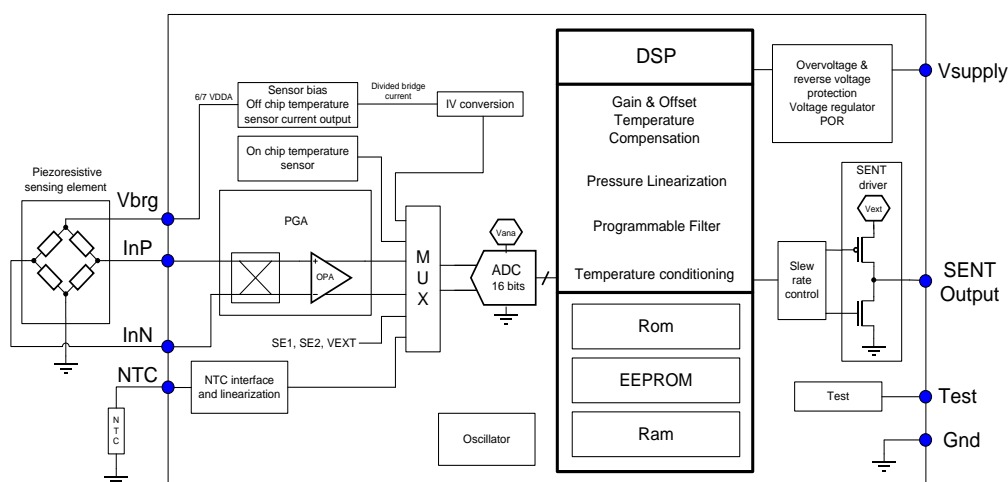 Piezoresistive
sensing element
Vbrg
InP
InN
NTC
N
T
C
6/7 VDDA
Sensor bias
Off chip temperature
sensor current output
Divided bridge
current
IV conversion
On chip temperature
sensor
PGA
+
OPA
−
SE1, SE2, VEXT
NTC interface
and linearization
M
U
X
Vana
ADC
16 bits
Oscillator
DSP
Gain & Offset
Temperature
Compensation
Pressure Linearization
Programmable Filter
Temperature conditioning
Rom
EEPROM
Ram
Overvoltage &
reverse voltage
protection
Voltage regulator
POR
Vsupply
SENT
driver
Vext
Slew
rate
control
SENT
Output
Test
Test
Gnd